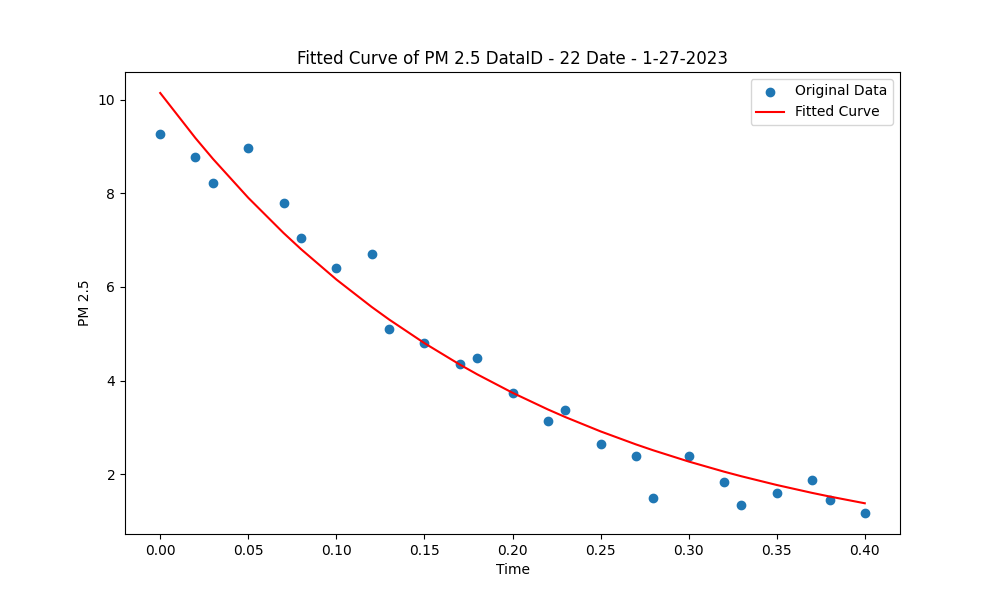 Fitted Curve of PM 2.5 DataID - 22 Date - 1-27-2023
Original Data
Fitted Curve
PM 2.5
10
8
6
4
2
0.00 0.05 0.10 0.15 0.20 0.25 0.30 0.35 0.40
Time